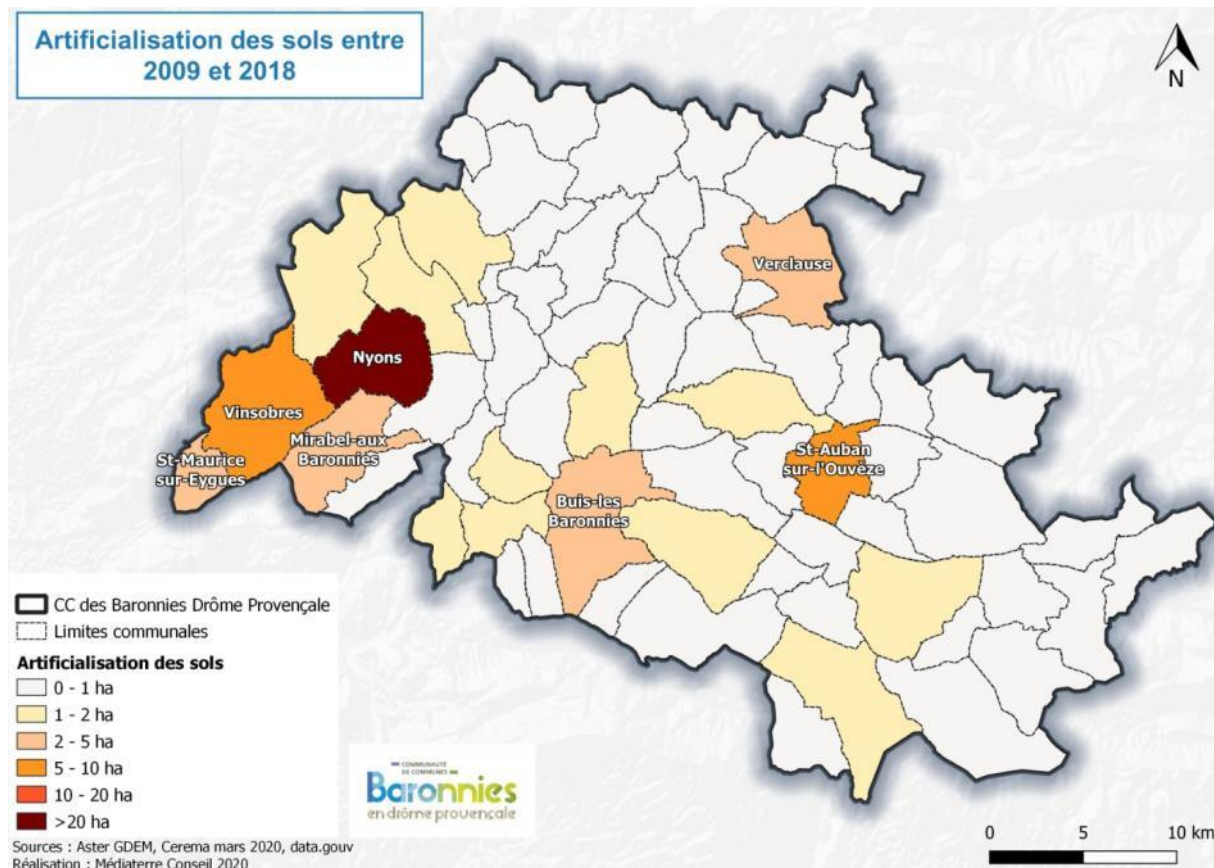 Artificialisation des sols entre
2009 et 2018
N
Verclause
Nyons
Vinsobres
Mirabel-aux
Baronnies
St-Maurice
sur-Eygues
St-Auban
sur-l'Ouvèze
Buis-les
Baronnies
CC des Baronnies Drôme Provençale
Limites communales
Artificialisation des sols
0 - 1 ha
1 - 2 ha
2 - 5 ha
5 - 10 ha
10 - 20 ha
>20 ha
COMMUNAUTÉ
DE COMMUNES
Baronnies
en drôme provençale
0 5 10 km
Sources : Aster GDEM, Cerema mars 2020, data.gouv
Réalisation : Médiaterre Conseil 2020